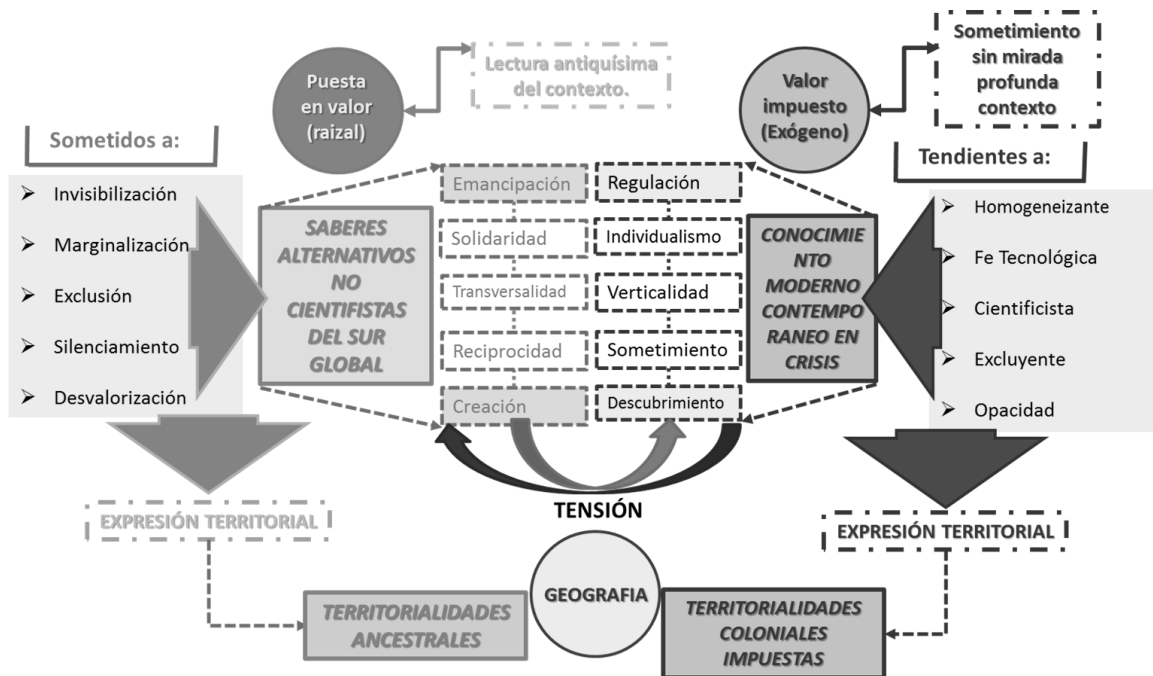 Puesta
en valor
(raizal)
Lectura antiquísima
del contexto.
Valor
impuesto
(Exógeno)
Sometimiento
sin mirada
profunda
contexto
Sometidos a:
Invisibilización
Marginalización
Exclusión
Silenciamiento
Desvalorización
SABERES
ALTERNATIVOS
NO
CIENTIFISTAS
DEL SUR
GLOBAL
Emancipación
Solidaridad
Transversalidad
Reciprocidad
Creación
Regulación
Individualismo
Verticalidad
Sometimiento
Descubrimiento
CONOCIMIE
NTO
MODERNO
CONTEMPO
RANEO EN
CRISIS
Tendientes a:
Homogeneizante
Fe Tecnológica
Cientificista
Excluyente
Opacidad
TENSIÓN
EXPRESIÓN TERRITORIAL
EXPRESIÓN TERRITORIAL
GEOGRAFIA
TERRITORIALIDADES
ANCESTRALES
TERRITORIALIDADES
COLONIALES
IMPUESTAS